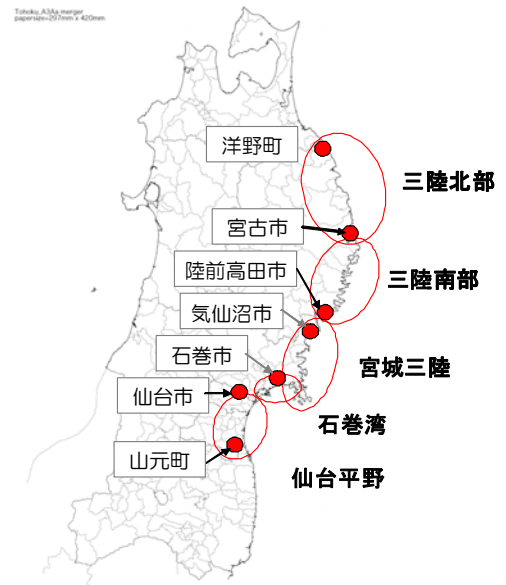 Tohoku, A3Aa merger
papersize=297mm x 420mm
洋野町
三陸北部
宮古市
陸前高田市
三陸南部
気仙沼市
石巻市
宮城三陸
仙台市
石巻湾
山元町
仙台平野